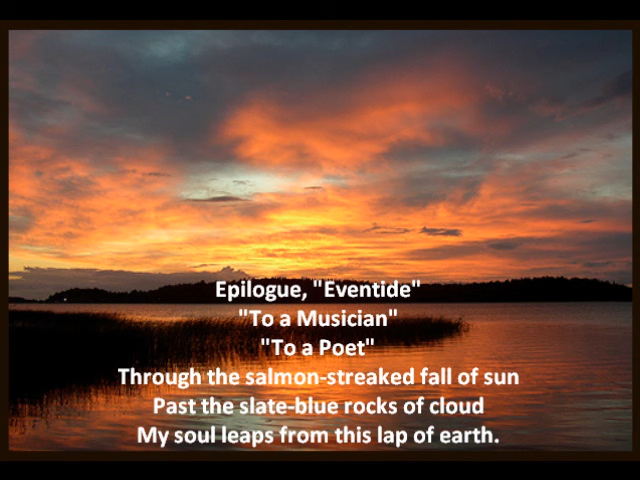 Epilogue, "Eventide"
"To a Musician"
"To a Poet"
Through the salmon-streaked fall of sun
Past the slate-blue rocks of cloud
My soul leaps from this lap of earth.